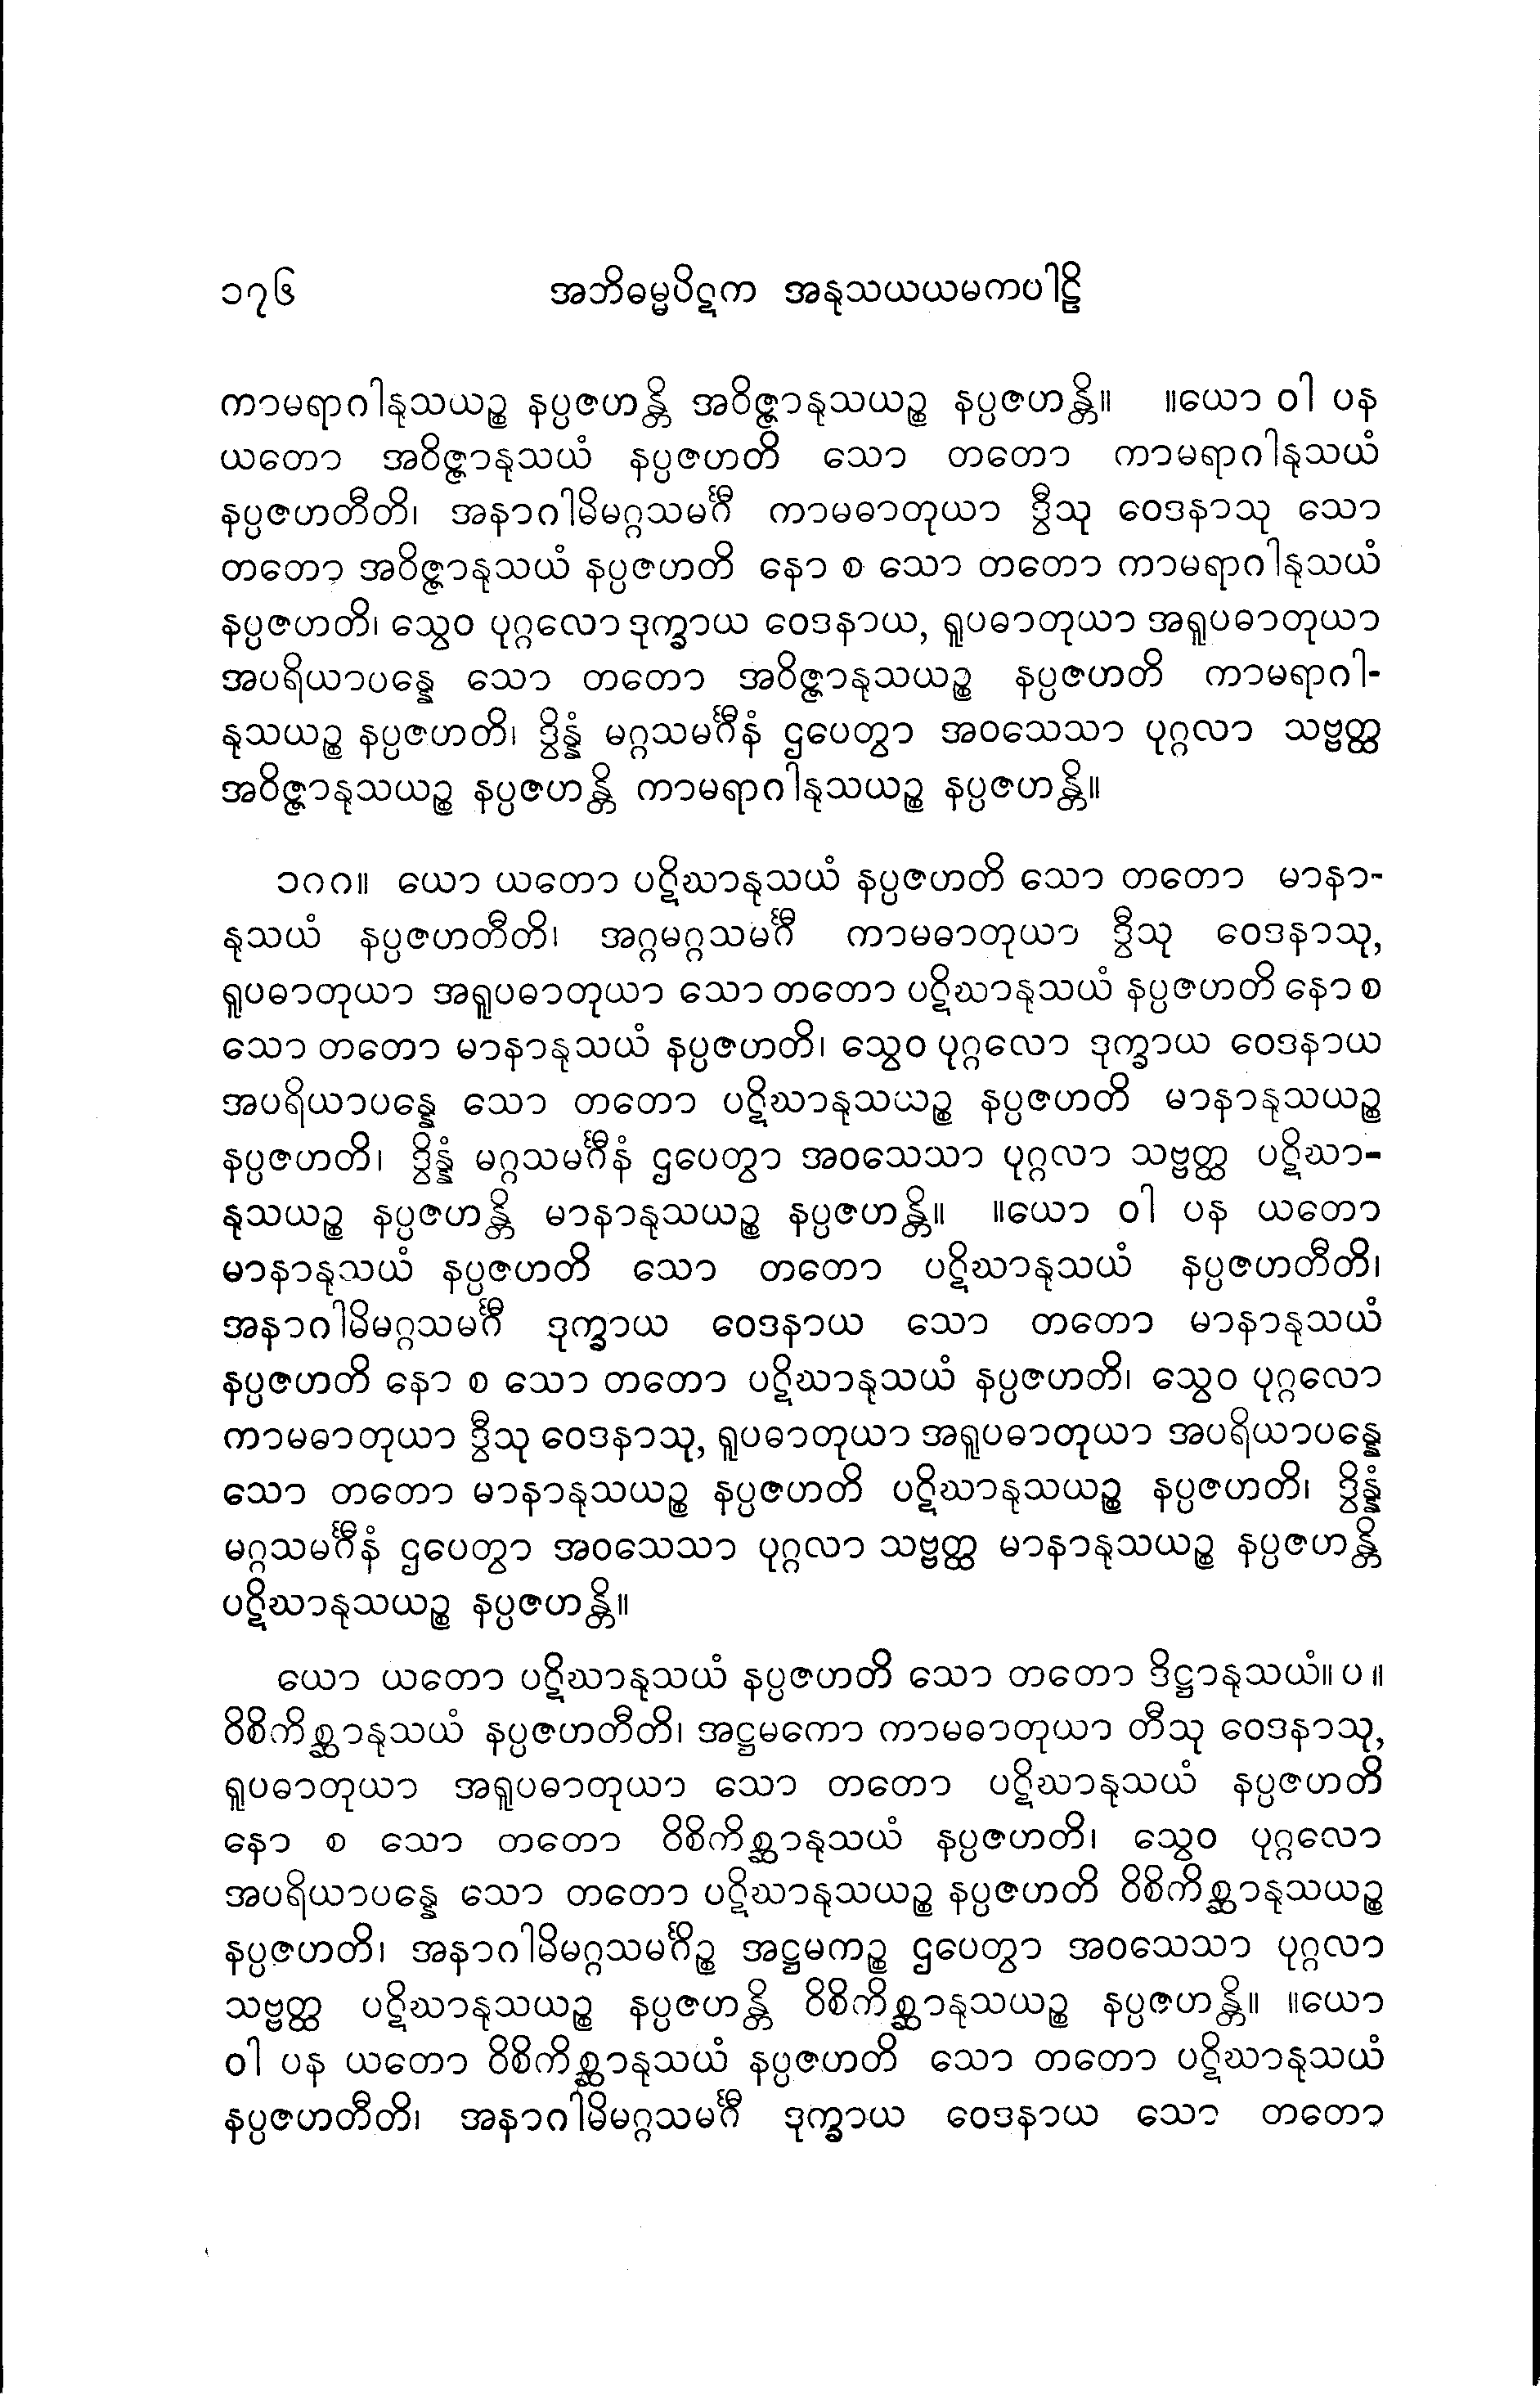 ၁၇၆ အဘိဓမ္မပိဋက အနုသယယမကပါဠိ
ကာမရာဂါနုသယဉ္စ နပ္ပဇဟန္တိ အဝိဇ္ဇာနုသယဉ္စ နပ္ပဇဟန္တိ။ ။ယော ဝါ ပန
ယတော အဝိဇ္ဇာနုသယံ နပ္ပဇဟတိ သော တတော ကာမရာဂါနုသယံ
နပ္ပဇဟတီတိ၊ အနာဂါမိမဂ္ဂသမင်္ဂီ ကာမဓာတုယာ ဒွီသု ဝေဒနာသု သော
တတော အဝိဇ္ဇာနုသယံ နပ္ပဇဟတိ နော စ သော တတော ကာမရာဂါနုသယံ
နပ္ပဇဟတိ၊ သွေဝ ပုဂ္ဂလော ဒုက္ခာယ ဝေဒနာယ, ရူပဓာတုယာ အရူပဓာတုယာ
အပရိယာပန္နေ သော တတော အဝိဇ္ဇာနုသယဉ္စ နပ္ပဇဟတိ ကာမရာဂါ-
နုသယဉ္စ နပ္ပဇဟတိ၊ ဒွိန္နံ မဂ္ဂသမင်္ဂီနံ ဌပေတွာ အဝသေသာ ပုဂ္ဂလာ သဗ္ဗတ္ထ
အဝိဇ္ဇာနုသယဉ္စ နပ္ပဇဟန္တိ ကာမရာဂါနုသယဉ္စ နပ္ပဇဟန္တိ။
၁ဂဂ။ ယော ယတော ပဋိဃာနုသယံ နပ္ပဇဟတိ သော တတော မာနာ-
နုသယံ နပ္ပဇဟတီတိ၊ အဂ္ဂမဂ္ဂသမင်္ဂီ ကာမဓာတုယာ ဒွီသု ဝေဒနာသု,
ရူပဓာတုယာ အရူပဓာတုယာ သော တတော ပဋိဃာနုသယံ နပ္ပဇဟတိ နော စ
သော တတော မာနာနုသယံ နပ္ပဇဟတိ၊ သွေဝ ပုဂ္ဂလော ဒုက္ခာယ ဝေဒနာယ
အပရိယာပန္နေ သော တတော ပဋိဃာနုသယဉ္စ နပ္ပဇဟတိ မာနာနုသယဉ္စ
နပ္ပဇဟတိ၊ ဒွိန္နံ မဂ္ဂသမင်္ဂီနံ ဌပေတွာ အဝသေသာ ပုဂ္ဂလာ သဗ္ဗတ္ထ ပဋိဃာ-
နုသယဉ္စ နပ္ပဇဟန္တိ မာနာနုသယဉ္စ နပ္ပဇဟန္တိ။ ။ယော ဝါ ပန ယတော
မာနာနုသယံ နပ္ပဇဟတိ သော တတော ပဋိဃာနုသယံ နပ္ပဇဟတီတိ၊
အနာဂါမိမဂ္ဂသမင်္ဂီ ဒုက္ခာယ ဝေဒနာယ သော တတော မာနာနုသယံ
နပ္ပဇဟတိ နော စ သော တတော ပဋိဃာနုသယံ နပ္ပဇဟတိ၊ သွေဝ ပုဂ္ဂလော
ကာမဓာတုယာ ဒွီသု ဝေဒနာသု, ရူပဓာတုယာ အရူပဓာတုယာ အပရိယာပန္နေ
သော တတော မာနာနုသယဉ္စ နပ္ပဇဟတိ ပဋိဃာနုသယဉ္စ နပ္ပဇဟတိ၊ ဒွိန္နံ
မဂ္ဂသမင်္ဂီနံ ဌပေတွာ အဝသေသာ ပုဂ္ဂလာ သဗ္ဗတ္ထ မာနာနုသယဉ္စ နပ္ပဇဟန္တိ
ပဋိဃာနုသယဉ္စ နပ္ပဇဟန္တိ။
ယော ယတော ပဋိဃာနုသယံ နပ္ပဇဟတိ သော တတော ဒိဋ္ဌာနုသယံ။ ပ ။
ဝိစိကိစ္ဆာနုသယံ နပ္ပဇဟတီတိ၊ အဋ္ဌမကော ကာမဓာတုယာ တီသု ဝေဒနာသု,
ရူပဓာတုယာ အရူပဓာတုယာ သော တတော ပဋိဃာနုသယံ နပ္ပဇဟတိ
နော စ သော တတော ဝိစိကိစ္ဆာနုသယံ နပ္ပဇဟတိ၊ သွေဝ ပုဂ္ဂလော
အပရိယာပန္နေ သော တတော ပဋိဃာနုသယဉ္စ နပ္ပဇဟတိ ဝိစိကိစ္ဆာနုသယဉ္စ
နပ္ပဇဟတိ၊ အနာဂါမိမဂ္ဂသမင်္ဂိဉ္စ အဋ္ဌမကဉ္စ ဌပေတွာ အဝသေသာ ပုဂ္ဂလာ
သဗ္ဗတ္ထ ပဋိဃာနုသယဉ္စ နပ္ပဇဟန္တိ ဝိစိကိစ္ဆာနုသယဉ္စ နပ္ပဇဟန္တိ။ ။ယော
ဝါ ပန ယတော ဝိစိကိစ္ဆာနုသယံ နပ္ပဇဟတိ သော တတော ပဋိဃာနုသယံ
နပ္ပဇဟတီတိ၊ အနာဂါမိမဂ္ဂသမင်္ဂီ ဒုက္ခာယ ဝေဒနာယ သော တတော